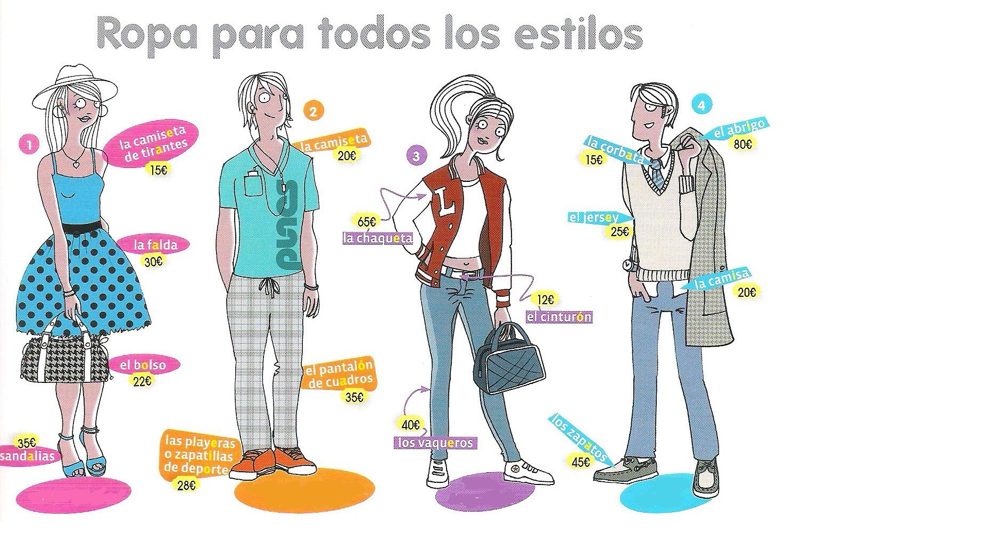 Ropa para todos los estilos
1
la camiseta
de tirantes
15€
la falda
30€
el bolso
22€
35€
sandalias
2
la camiseta
20€
el pantalón
de cuadros
35€
las playeras
o zapatillas
de deporte
28€
3
65€
la chaqueta
L
12€
el cinturón
40€
los vaqueros
4
el abrigo
80€
la corbata
15€
el jersey
25€
la camisa
20€
los zapatos
45€